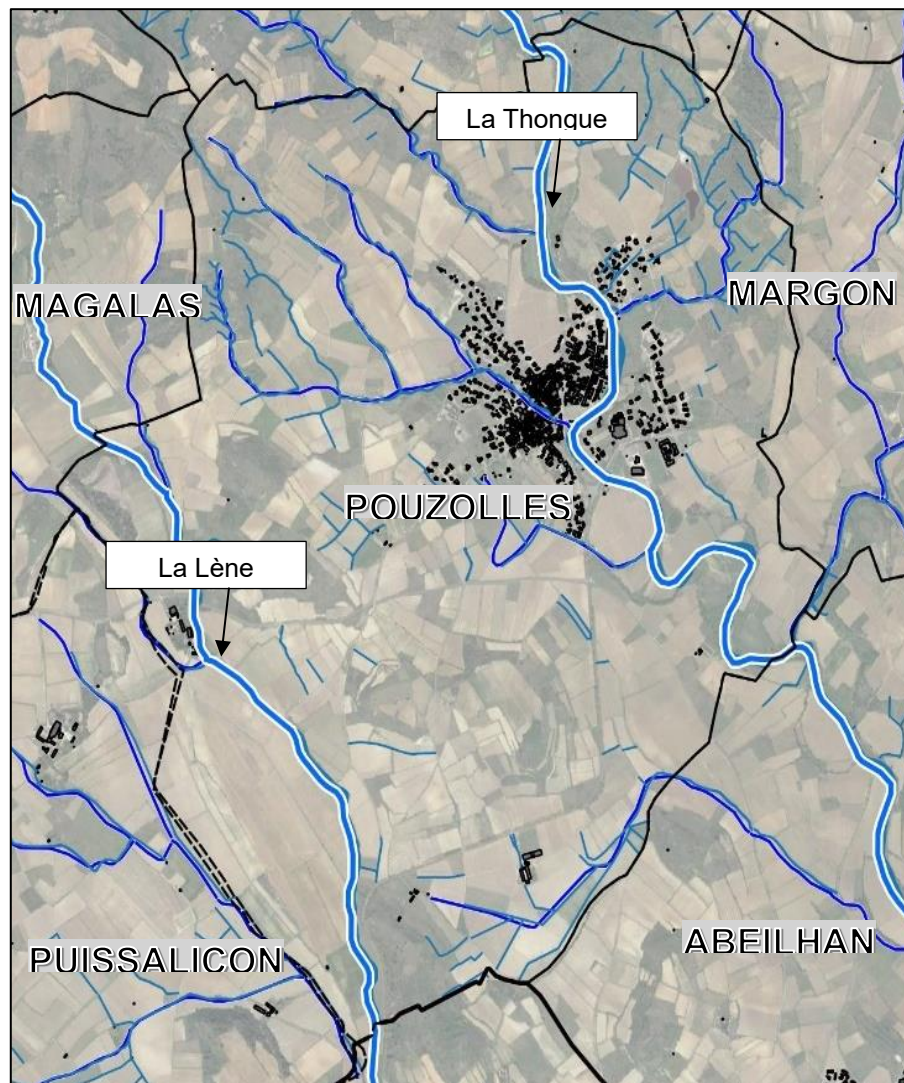 La Thongue
MAGALAS
MARGON
POUZOLLES
La Lène
PUISSALICON
ABEILHAN